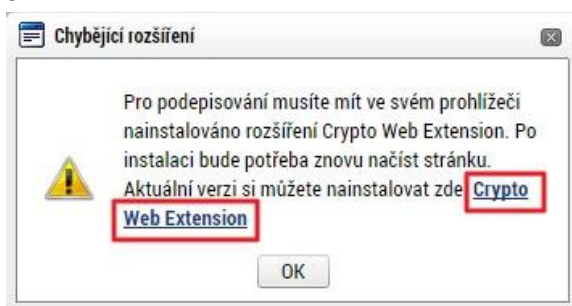 Chybějící rozšíření
Pro podepisování musíte mít ve svém prohlížeči
nainstalováno rozšíření Crypto Web Extension. Po
instalaci bude potřeba znovu načíst stránku.
Aktuální verzi si můžete nainstalovat zde Crypto
Web Extension
OK